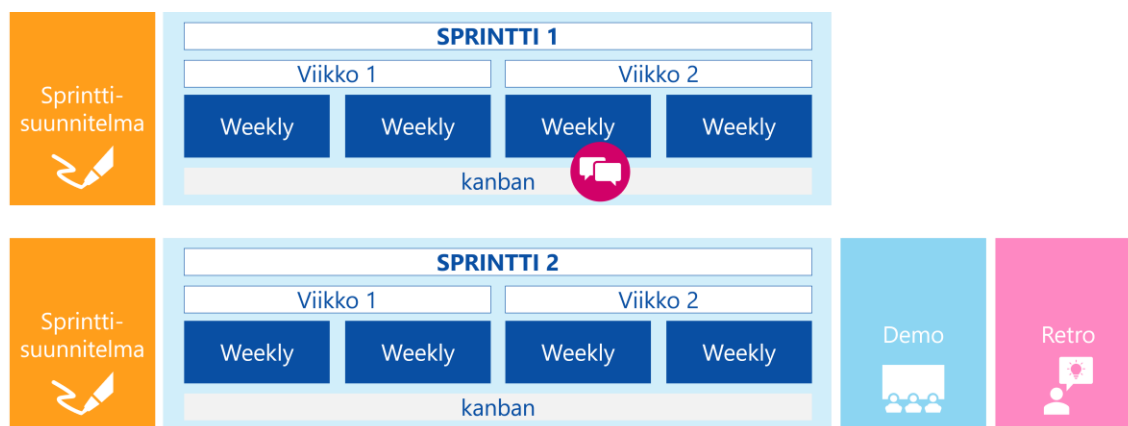 SPRINTTI 1
Viikko 1 Viikko 2
Sprintti-
suunnitelma
Weekly Weekly Weekly Weekly
kanban
SPRINTTI 2
Viikko 1 Viikko 2
Sprintti-
suunnitelma
Weekly Weekly Weekly Weekly
kanban
Demo
Retro